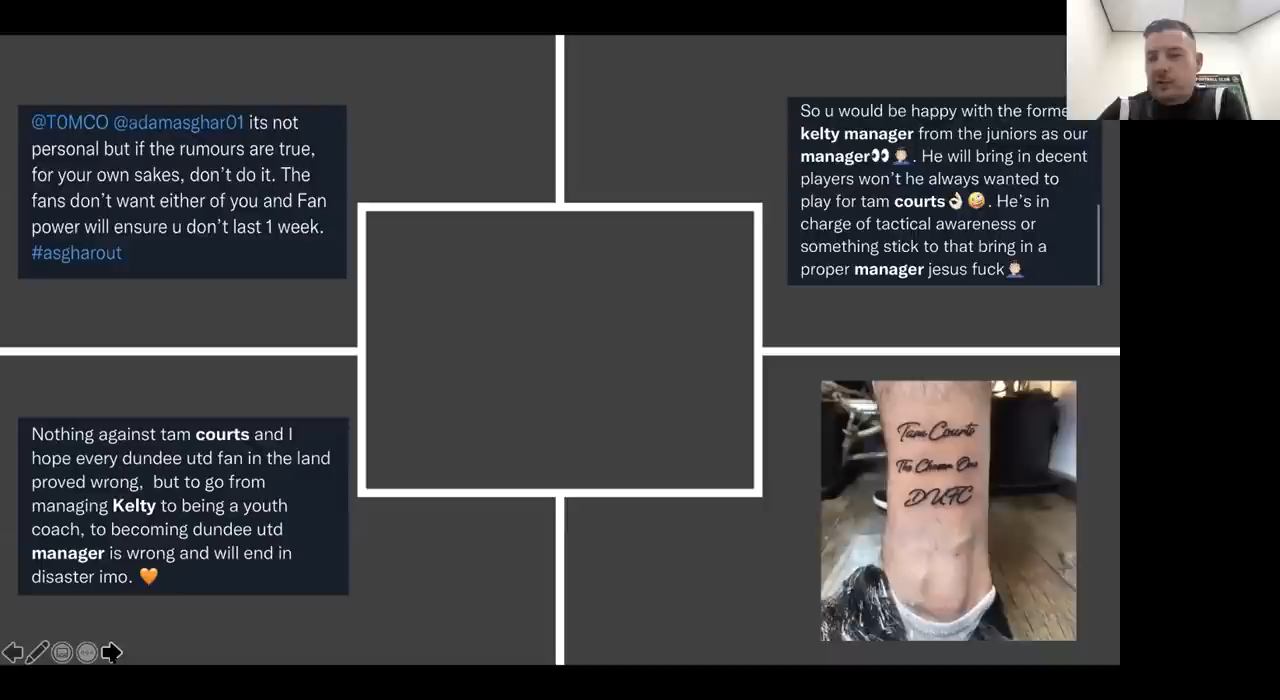 @T0MCO @adamasghar01 its not
personal but if the rumours are true,
for your own sakes, don't do it. The
fans don't want either of you and Fan
power will ensure u don't last 1 week.
#asgharout
So u would be happy with the forme
kelty manager from the juniors as our
manager👀🤦🏻. He will bring in decent
players won't he always wanted to
play for tam courts👌🏻🤪. He's in
charge of tactical awareness or
something stick to that bring in a
proper manager jesus fuck🤦🏻
Nothing against tam courts and I
hope every dundee utd fan in the land
proved wrong, but to go from
managing Kelty to being a youth
coach, to becoming dundee utd
manager is wrong and will end in
disaster imo. 🧡
Tam Courts
The Chosen One
DUFC
FOOTBALL CLUB